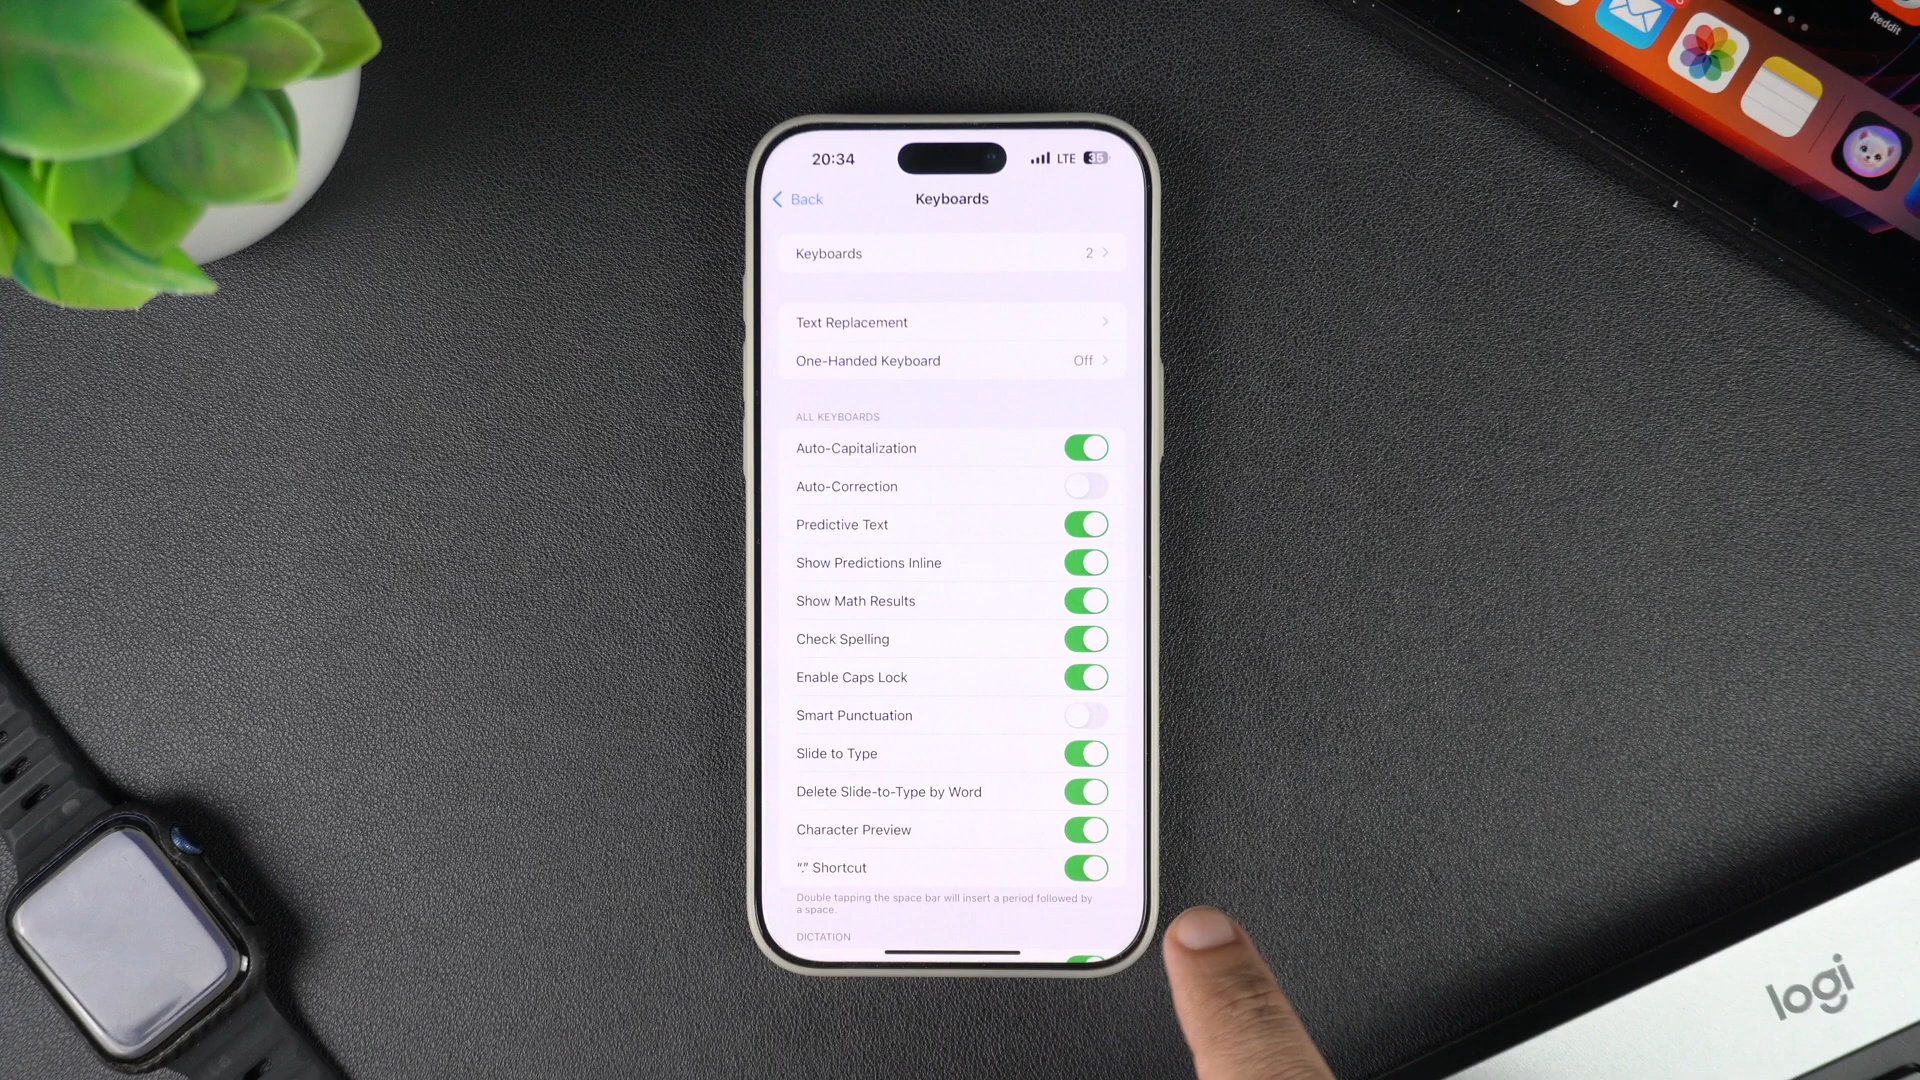 Reddit
20:34 LTE 35
Back Keyboards
Keyboards 2
Text Replacement
One-Handed Keyboard Off
ALL KEYBOARDS
Auto-Capitalization
Auto-Correction
Predictive Text
Show Predictions Inline
Show Math Results
Check Spelling
Enable Caps Lock
Smart Punctuation
Slide to Type
Delete Slide-to-Type by Word
Character Preview
“.” Shortcut
Double tapping the space bar will insert a period followed by
a space.
DICTATION
logi